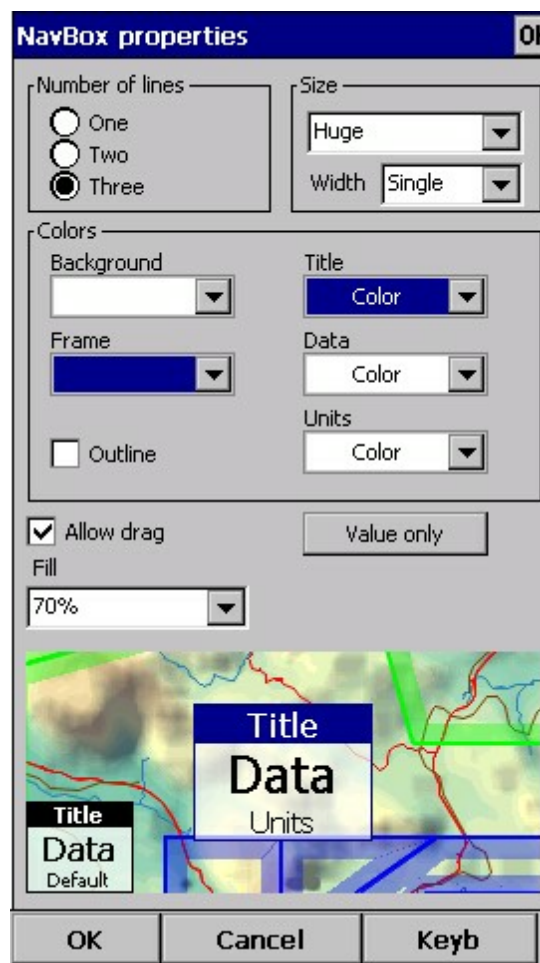 NavBox properties
Number of lines
One
Two
Three
Size
Huge
Width Single
Colors
Background
Title
Color
Frame
Data
Color
Units
Color
Outline
Allow drag
Value only
Fill
70%
Title
Data
Units
Title
Data
Default
OK
Cancel
Keyb